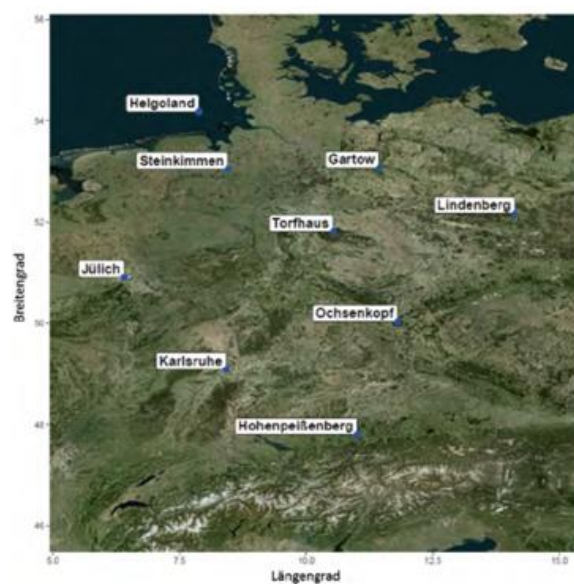 56
54
52
50
48
46
Breitengrad
Helgoland
Steinkimmen
Gartow
Lindenberg
Torfhaus
Jülich
Ochsenkopf
Karlsruhe
Hohenpeißenberg
5.0 7.5 10.0 12.5 15.0
Längengrad